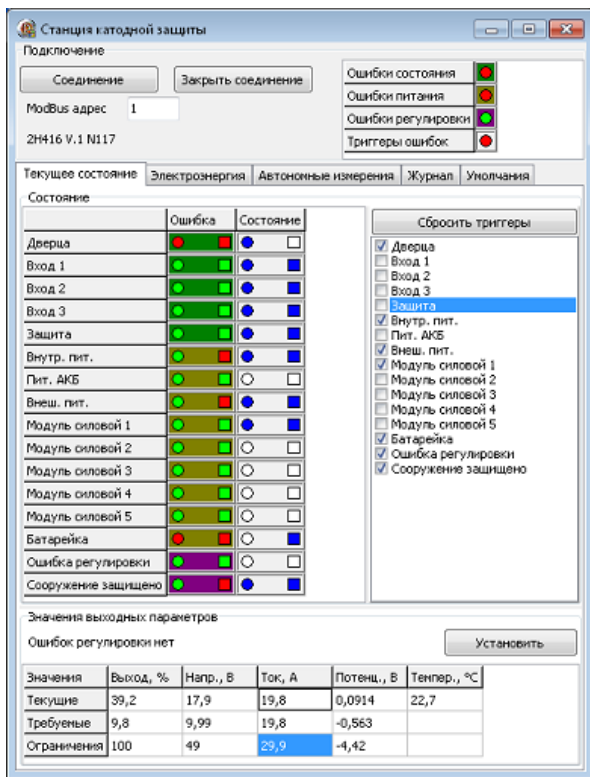 Станция катодной защиты
Подключение
Соединение Закрыть соединение
ModBus адрес 1
2H416 V.1 N117
Ошибки состояния
Ошибки питания
Ошибки регулировки
Триггеры ошибок
Текущее состояние Электроэнергия Автономные измерения Журнал Умолчания
Состояние
Ошибка Состояние
Дверца
Вход 1
Вход 2
Вход 3
Защита
Внутр. пит.
Пит. АКБ
Внеш. пит.
Модуль силовой 1
Модуль силовой 2
Модуль силовой 3
Модуль силовой 4
Модуль силовой 5
Батарейка
Ошибка регулировки
Сооружение защищено
Сбросить триггеры
Дверца
Вход 1
Вход 2
Вход 3
Защита
Внутр. пит.
Пит. АКБ
Внеш. пит.
Модуль силовой 1
Модуль силовой 2
Модуль силовой 3
Модуль силовой 4
Модуль силовой 5
Батарейка
Ошибка регулировки
Сооружение защищено
Значения выходных параметров
Ошибок регулировки нет Установить
Значения Выход, % Напр., В Ток, А Потенц., В Темпер., ºС
Текущие 39,2 17,9 19,8 0,0914 22,7
Требуемые 9,8 9,99 19,8 -0,563
Ограничения 100 49 29,9 -4,42